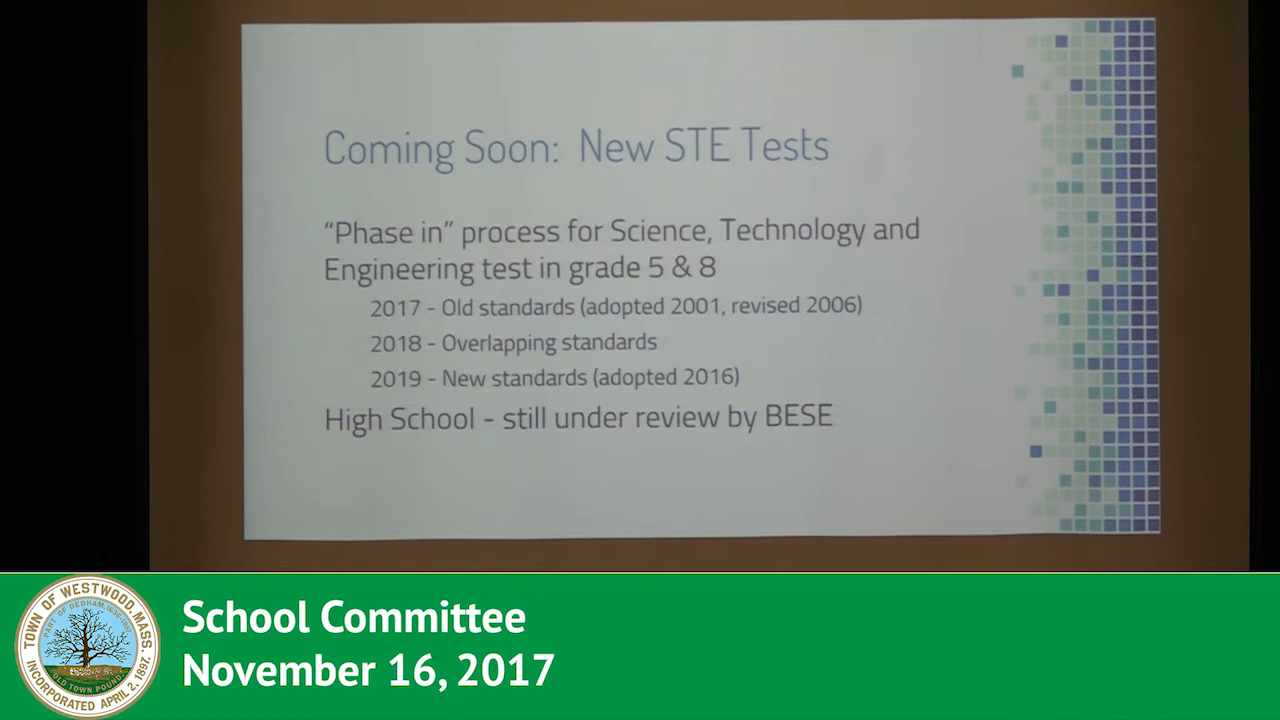 Coming Soon: New STE Tests
“Phase in” process for Science, Technology and
Engineering test in grade 5 & 8
2017 - Old standards (adopted 2001, revised 2006)
2018 - Overlapping standards
2019 - New standards (adopted 2016)
High School - still under review by BESE
School Committee
November 16, 2017
TOWN OF WESTWOOD, MASS.
PART OF DEDHAM, 1636-1897.
OLD TOWN POUND.
INCORPORATED APRIL 2, 1897.